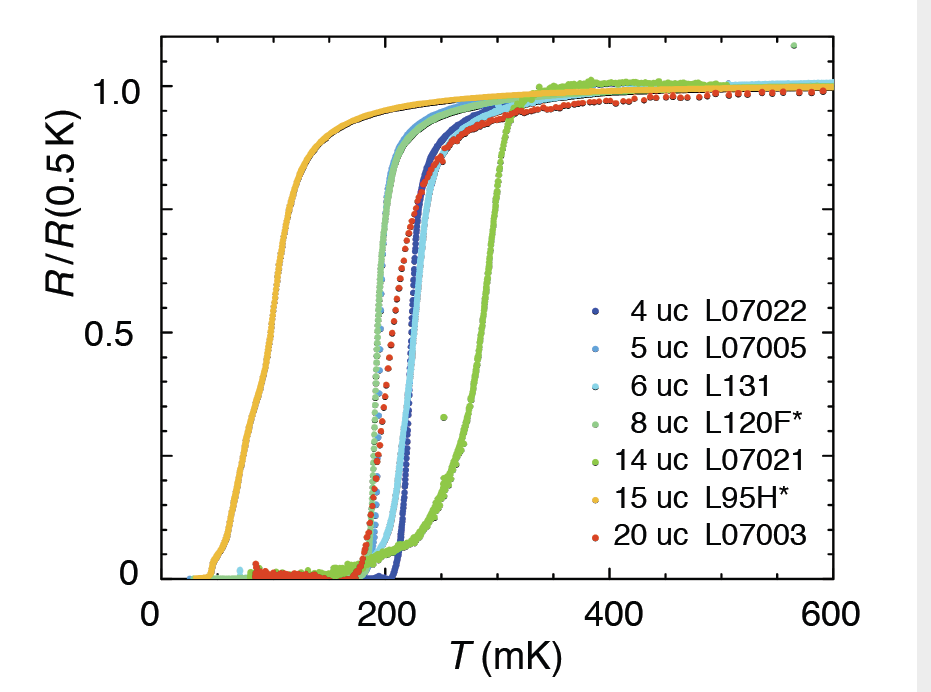 R/R(0.5 K)
1.0
0.5
0
0 200 400 600
T (mK)
4 uc L07022
5 uc L07005
6 uc L131
8 uc L120F*
14 uc L07021
15 uc L95H*
20 uc L07003